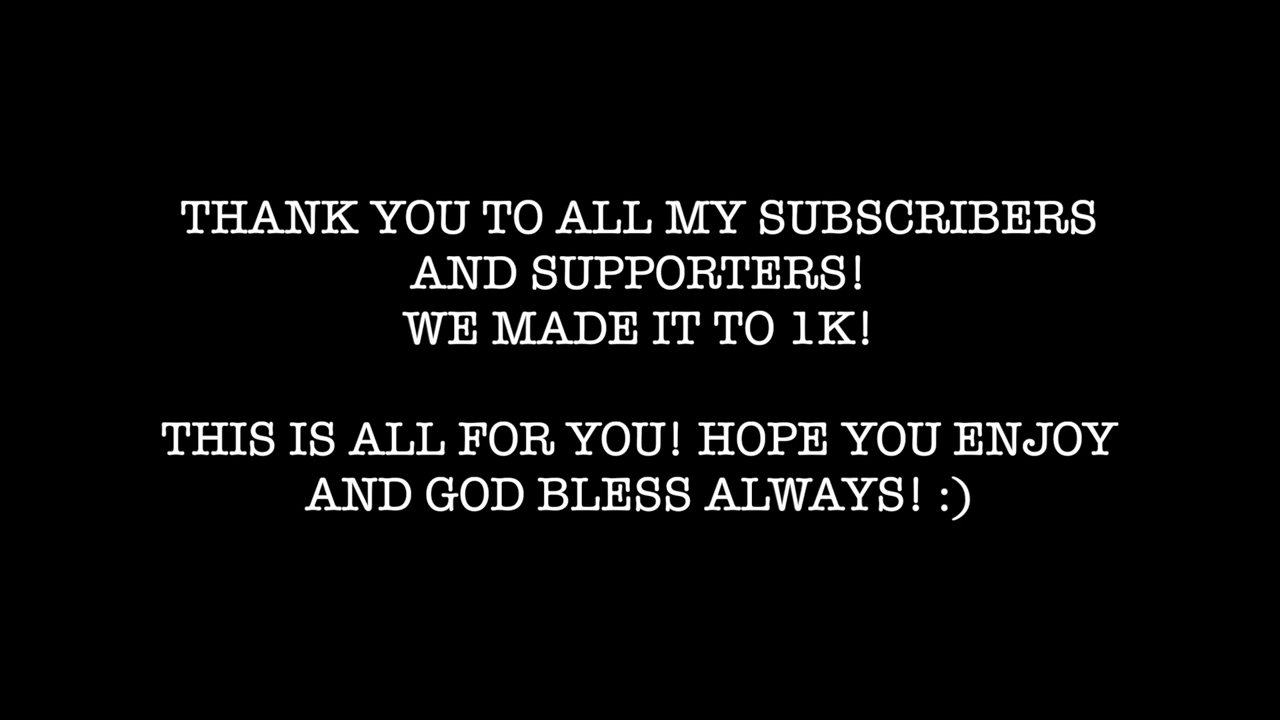 THANK YOU TO ALL MY SUBSCRIBERS
AND SUPPORTERS!
WE MADE IT TO 1K!
THIS IS ALL FOR YOU! HOPE YOU ENJOY
AND GOD BLESS ALWAYS! :)